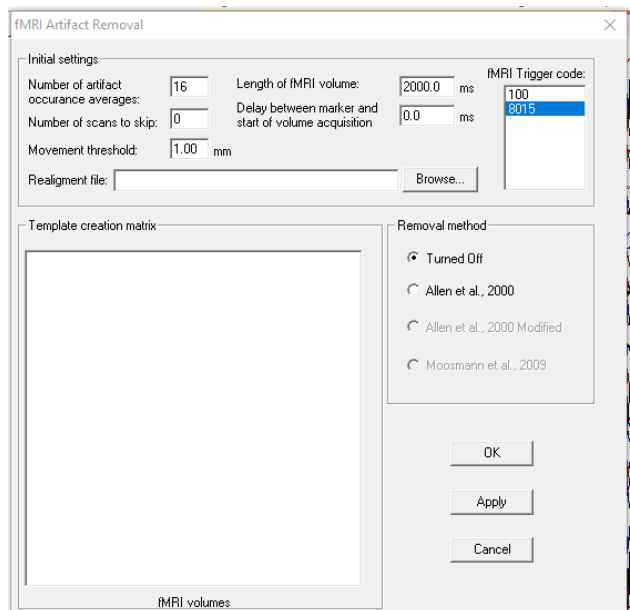 fMRI Artifact Removal
Initial settings
Number of artifact
occurance averages:
16
Number of scans to skip:
0
Movement threshold:
1.00
mm
Length of fMRI volume:
2000.0
ms
Delay between marker and
start of volume acquisition
0.0
ms
fMRI Trigger code:
100
8015
Realigment file:
Browse...
Template creation matrix
fMRI volumes
Removal method
Turned Off
Allen et al., 2000
Allen et al., 2000 Modified
Moosmann et al., 2009
OK
Apply
Cancel